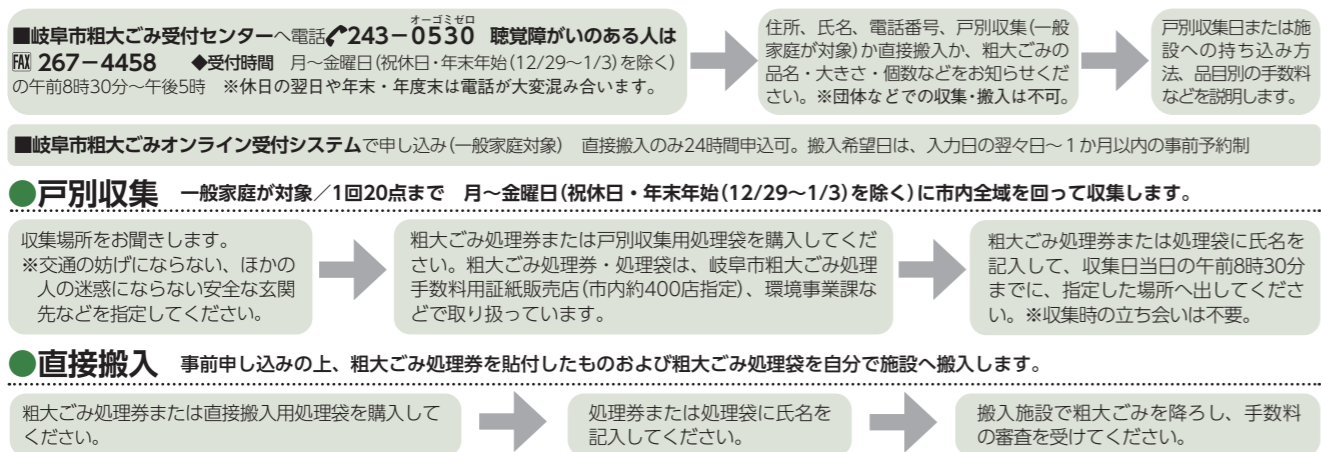 オーゴミゼロ
■岐阜市粗大ごみ受付センターへ電話243−0530 聴覚障がいのある人は
FAX 267−4458 ◆受付時間 月〜金曜日(祝休日・年末年始(12/29〜1/3)を除く)
の午前8時30分〜午後5時 ※休日の翌日や年末・年度末は電話が大変混み合います。
住所、氏名、電話番号、戸別収集(一般
家庭が対象)か直接搬入か、粗大ごみの
品名・大きさ・個数などをお知らせくだ
さい。※団体などでの収集・搬入は不可。
戸別収集日または施
設への持ち込み方
法、品目別の手数料
などを説明します。
■岐阜市粗大ごみオンライン受付システムで申し込み(一般家庭対象) 直接搬入のみ24時間申込可。搬入希望日は、入力日の翌々日〜1か月以内の事前予約制
●戸別収集 一般家庭が対象/1回20点まで 月〜金曜日(祝休日・年末年始(12/29〜1/3)を除く)に市内全域を回って収集します。
収集場所をお聞きします。
※交通の妨げにならない、ほかの
人の迷惑にならない安全な玄関
先などを指定してください。
粗大ごみ処理券または戸別収集用処理袋を購入してくだ
さい。粗大ごみ処理券・処理袋は、岐阜市粗大ごみ処理
手数料用証紙販売店(市内約400店指定)、環境事業課な
どで取り扱っています。
粗大ごみ処理券または処理袋に氏名を
記入して、収集日当日の午前8時30分
までに、指定した場所へ出してくださ
い。※収集時の立ち会いは不要。
●直接搬入 事前申し込みの上、粗大ごみ処理券を貼付したものおよび粗大ごみ処理袋を自分で施設へ搬入します。
粗大ごみ処理券または直接搬入用処理袋を購入して
ください。
処理券または処理袋に氏名を
記入してください。
搬入施設で粗大ごみを降ろし、手数料
の審査を受けてください。